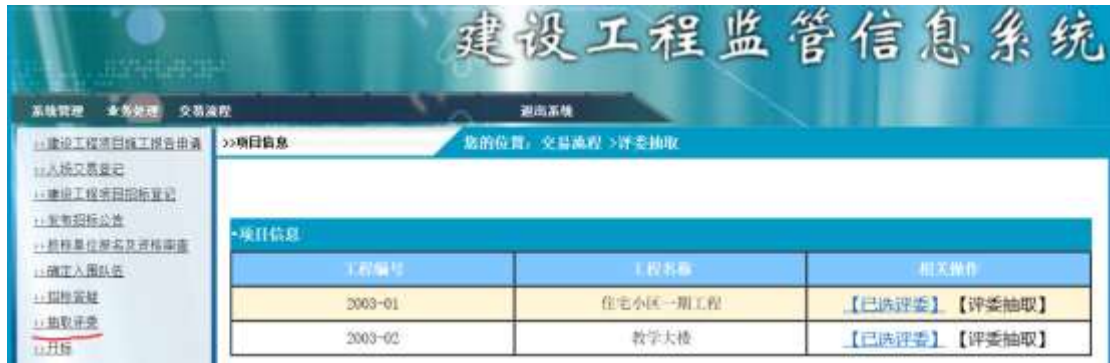 建设工程监管信息系统
系统管理 业务处理 交易流程 退出系统
>>建设工程项目施工报告申请
>>入场交易登记
>>建设工程项目招标登记
>>发布招标公告
>>投标单位报名及资格审查
>>确定入围队伍
>>招标答疑
>>抽取评委
>>开标
>>项目信息
您的位置：交易流程 >评委抽取
•项目信息
工程编号 工程名称 相关操作
2003-01 住宅小区一期工程 【已选评委】 【评委抽取】
2003-02 教学大楼 【已选评委】 【评委抽取】